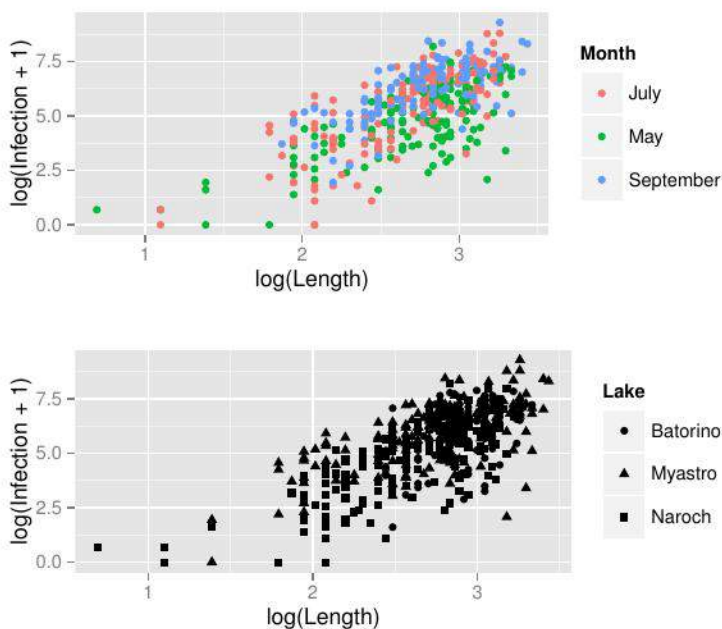 log(Infection + 1)
7.5
5.0
2.5
0.0
1
2
3
log(Length)
Month
July
May
September
log(Infection + 1)
7.5
5.0
2.5
0.0
1
2
3
log(Length)
Lake
Batorino
Myastro
Naroch